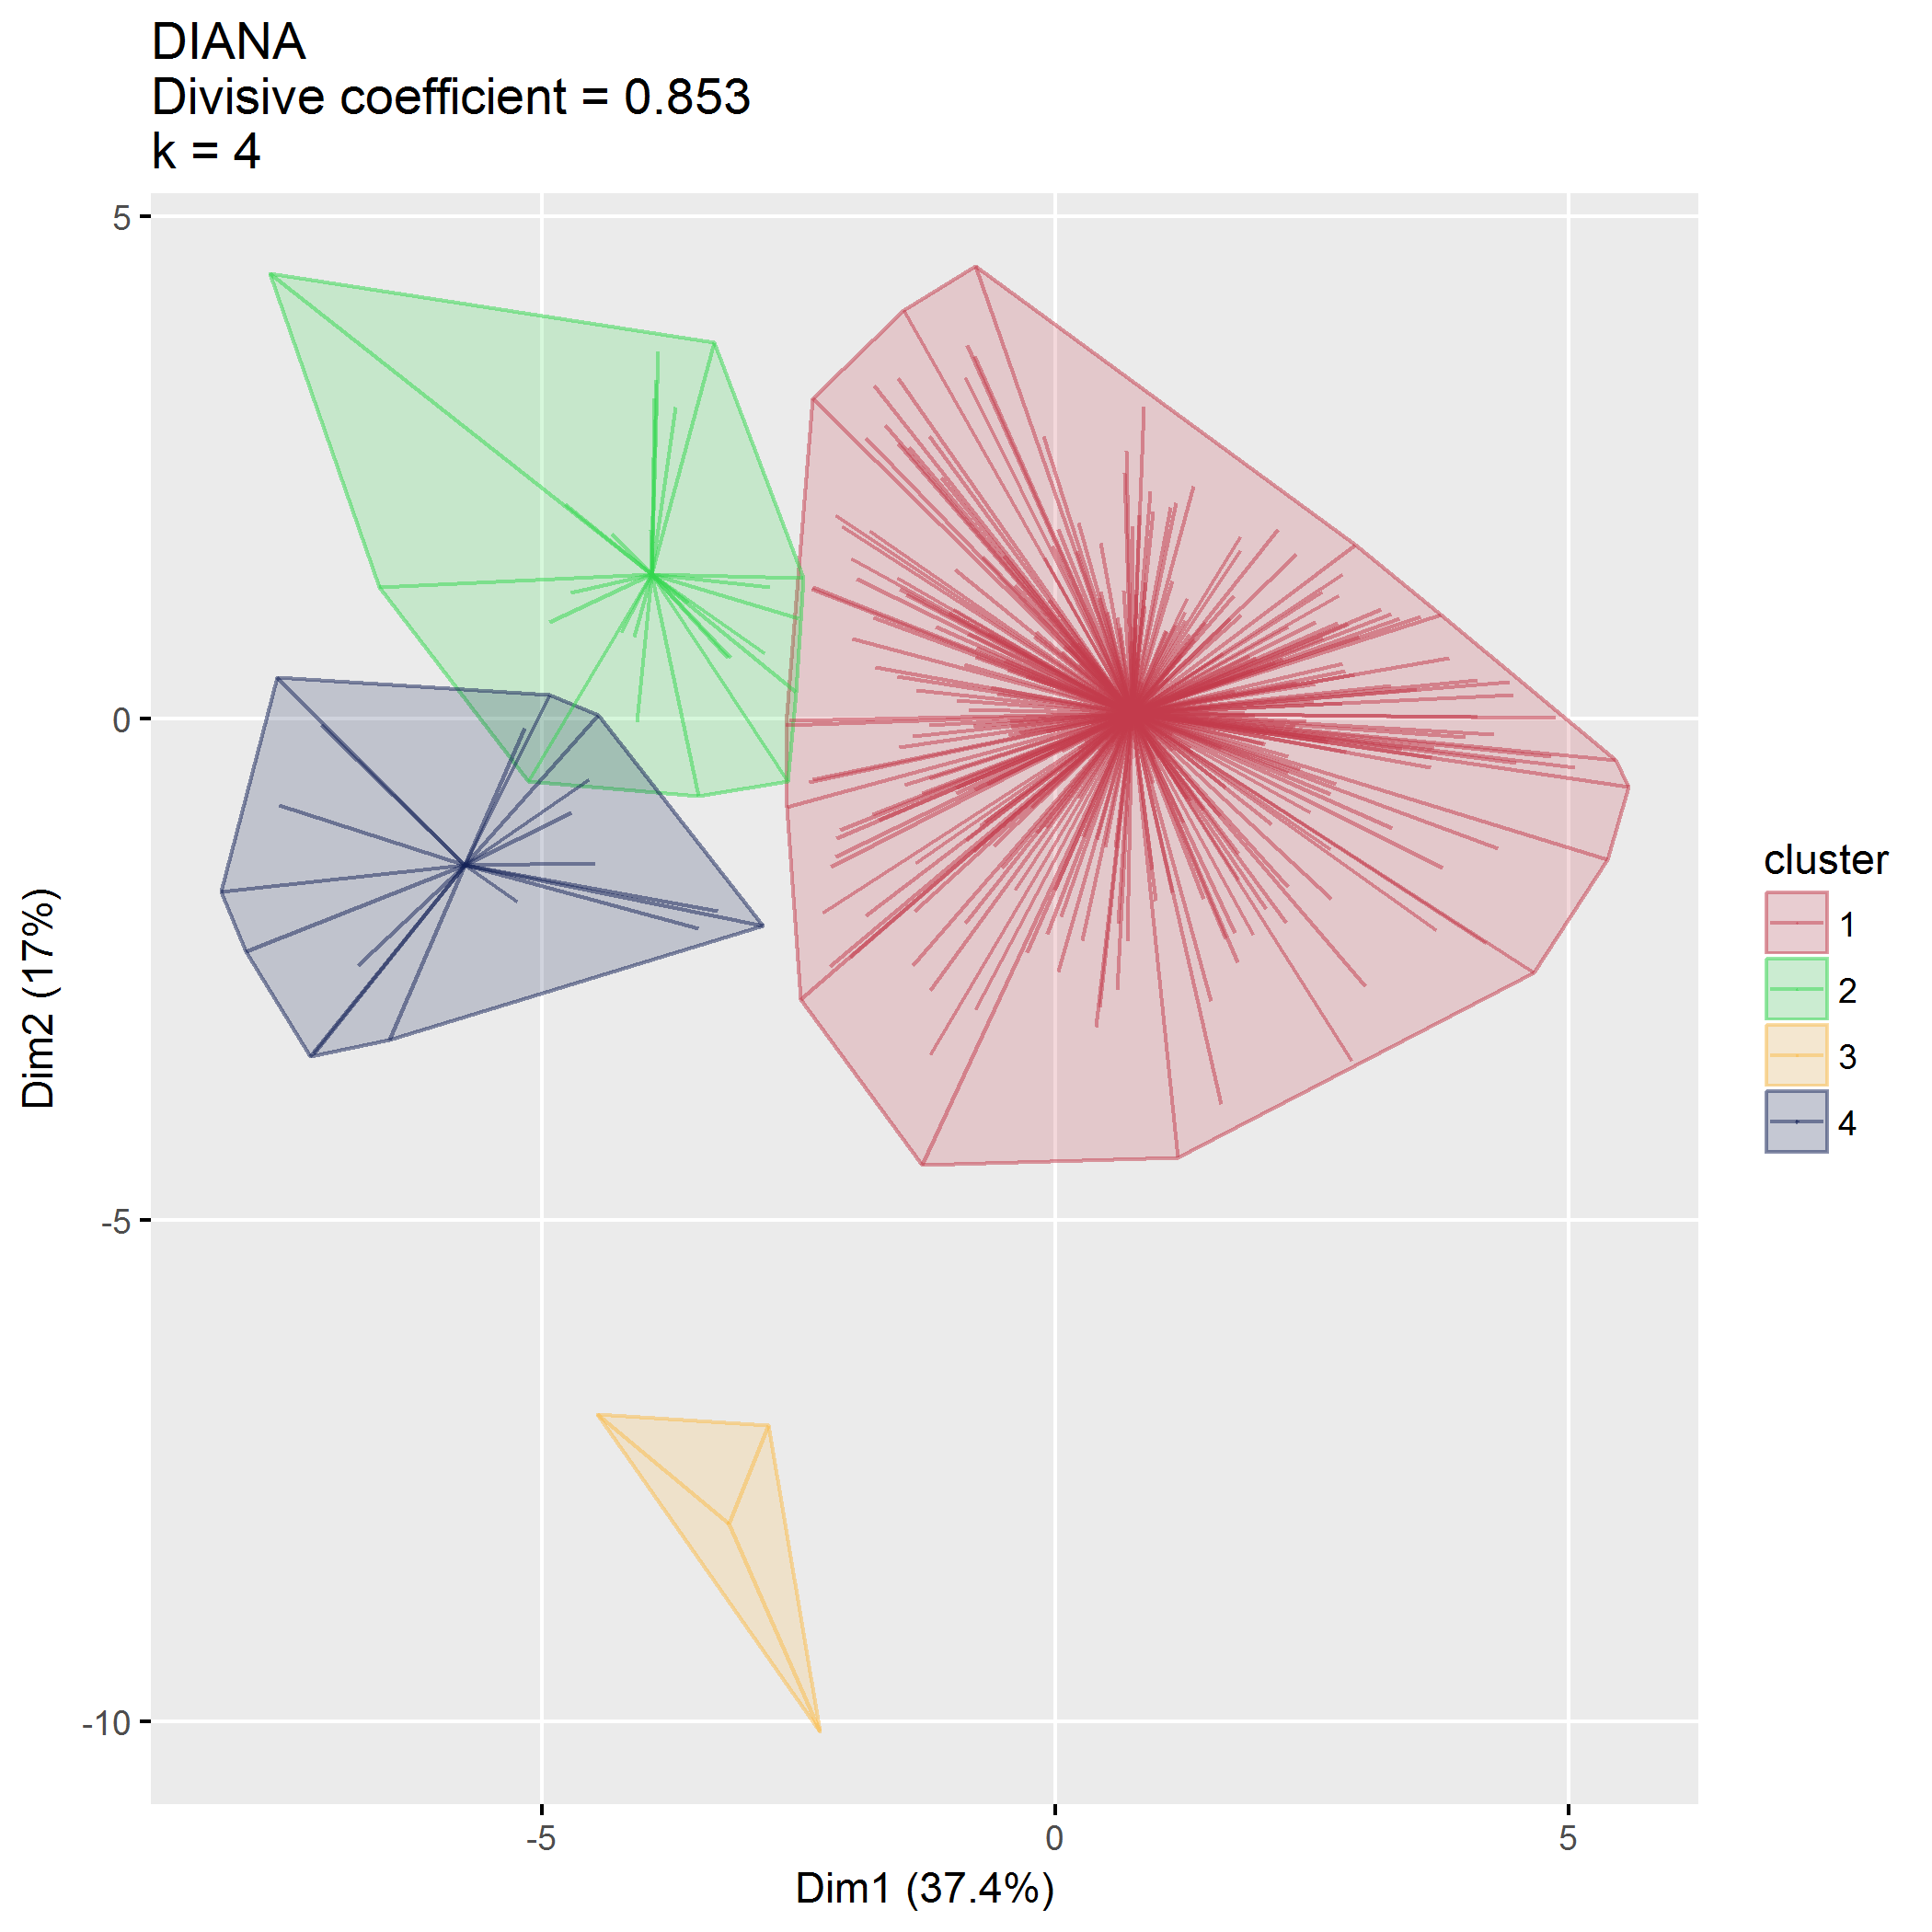 DIANA
Divisive coefficient = 0.853
k = 4
5
0
-5
-10
Dim2 (17%)
-5
0
5
Dim1 (37.4%)
cluster
1
2
3
4